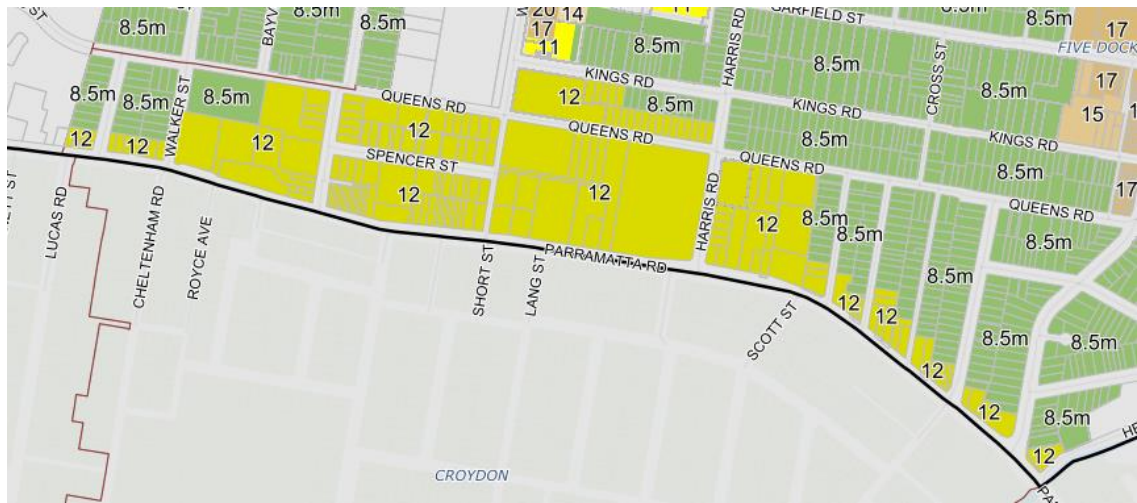 ST
8.5m
BAYV
8.5m
20
14
17
11
11
8.5m
HARRIS RD
GARFIELD ST
8.5m
17
FIVE DOCK
8.5m
CROSS ST
8.5m
17
15
KINGS RD
KINGS RD
KINGS RD
8.5m
8.5m
WALKER ST
8.5m
QUEENS RD
12
8.5m
12
QUEENS RD
8.5m
QUEENS RD
8.5m
17
QUEENS RD
12
12
12
SPENCER ST
12
12
HARRIS RD
12
8.5m
8.5m
8.5m
LUCAS RD
CHELTENHAM RD
ROYCE AVE
SHORT ST
LANG ST
PARRAMATTA RD
SCOTT ST
12
12
8.5m
8.5m
8.5m
12
12
8.5m
12
CROYDON